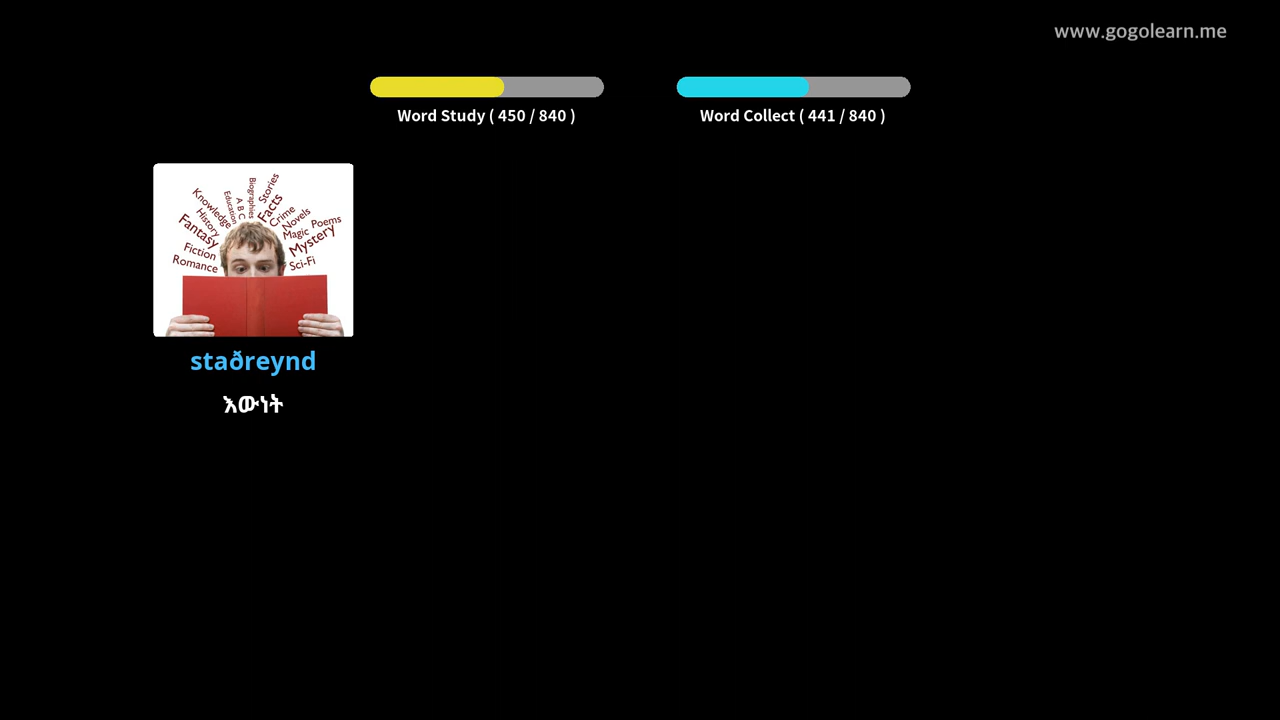 www.gogolearn.me
Word Study ( 450 / 840 )
Word Collect ( 441 / 840 )
Knowledge
History
Fantasy
Fiction
Romance
Education
A B C
Biographies
Stories
Facts
Crime
Novels
Magic
Poems
Mystery
Sci-Fi
staðreynd
እውነት